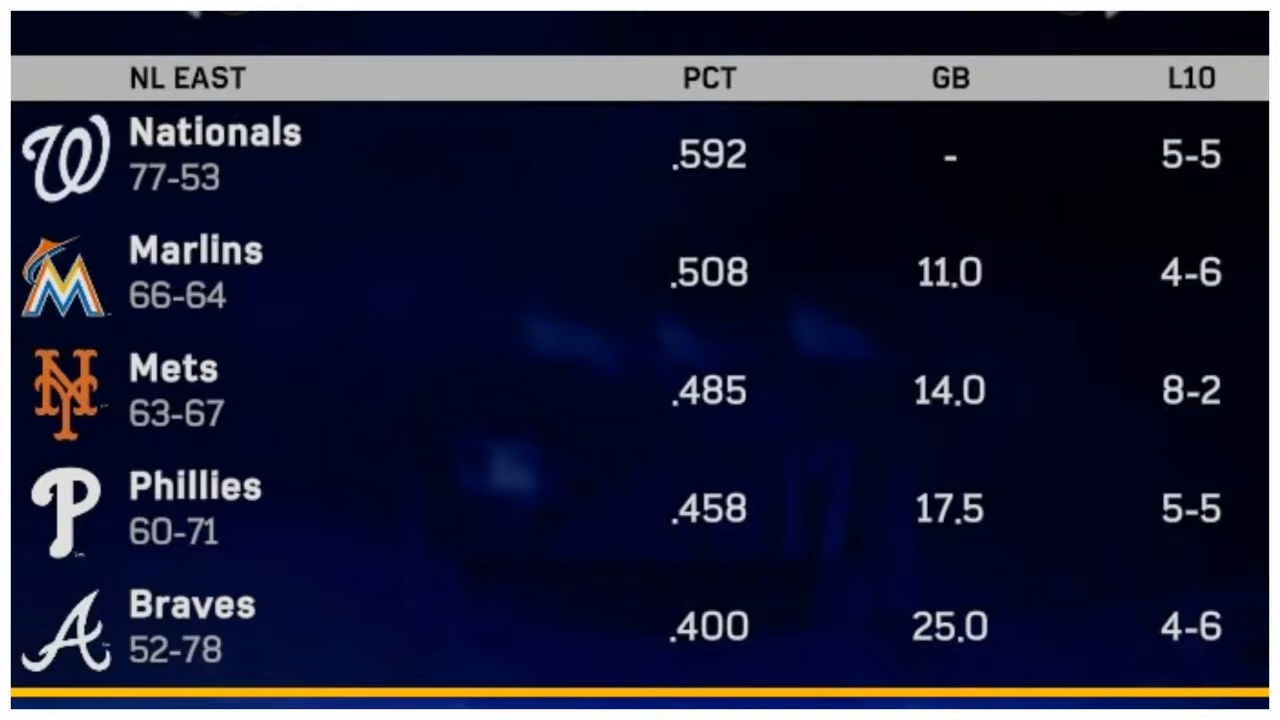 NL EAST PCT GB L10
Nationals
77-53 .592 - 5-5
Marlins
66-64 .508 11.0 4-6
Mets
63-67 .485 14.0 8-2
Phillies
60-71 .458 17.5 5-5
Braves
52-78 .400 25.0 4-6